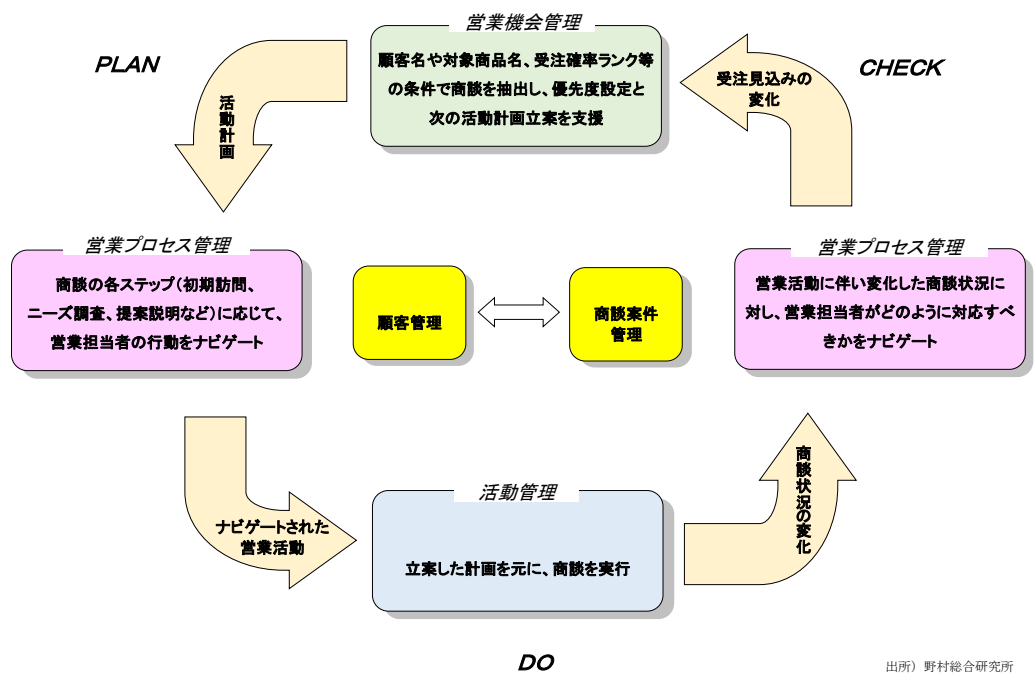 営業機会管理
顧客名や対象商品名、受注確率ランク等
の条件で商談を抽出し、優先度設定と
次の活動計画立案を支援
PLAN
活動計画
CHECK
受注見込みの
変化
営業プロセス管理
商談の各ステップ（初期訪問、
ニーズ調査、提案説明など）に応じて、
営業担当者の行動をナビゲート
顧客管理
商談案件
管理
営業プロセス管理
営業活動に伴い変化した商談状況に
対し、営業担当者がどのように対応すべ
きかをナビゲート
ナビゲートされた
営業活動
活動管理
立案した計画を元に、商談を実行
商談状況の変化
DO
出所）野村総合研究所